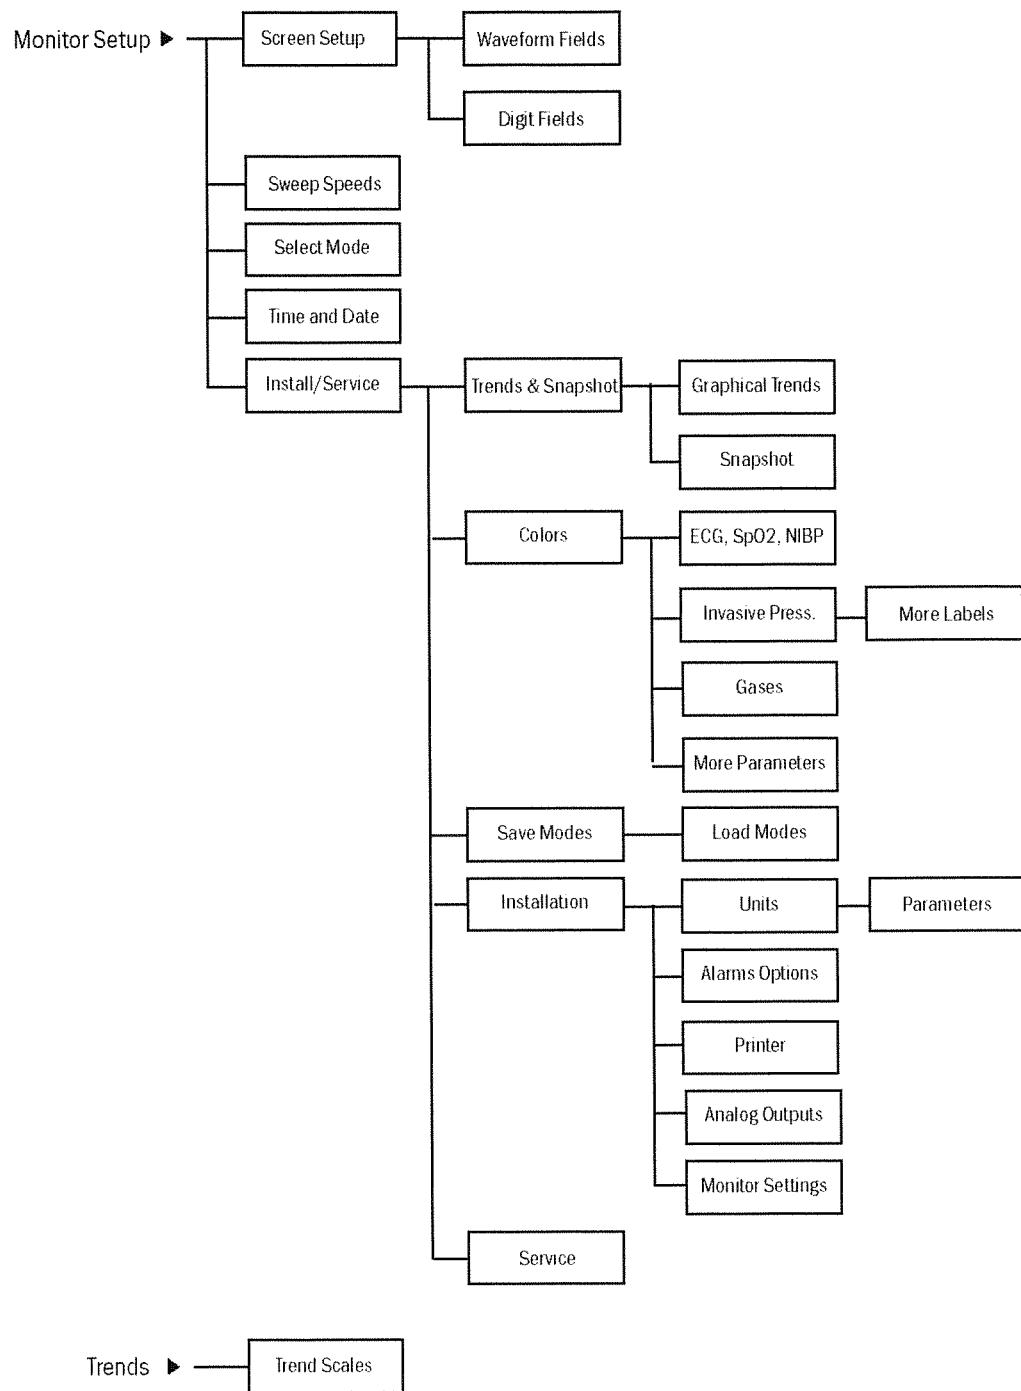 Monitor Setup ▶
Screen Setup
Waveform Fields
Digit Fields
Sweep Speeds
Select Mode
Time and Date
Install/Service
Trends & Snapshot
Graphical Trends
Snapshot
Colors
ECG, SpO2, NIBP
Invasive Press.
More Labels
Gases
More Parameters
Save Modes
Load Modes
Installation
Units
Parameters
Alarms Options
Printer
Analog Outputs
Monitor Settings
Service
Trends ▶
Trend Scales